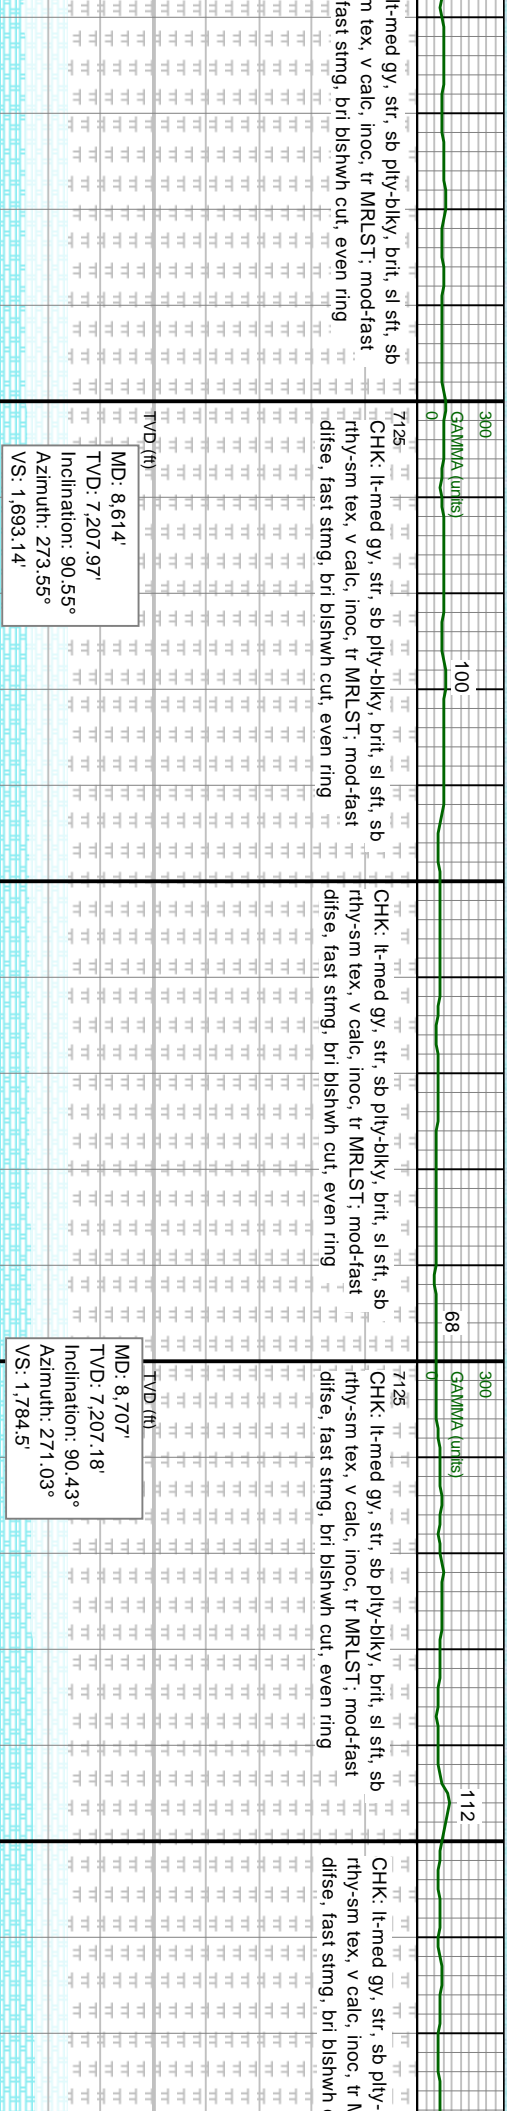 lt-med gy, str, sb plty-blky, brit, sl sft, sb
m tex, v calc, inoc, tr MRLST; mod-fast
fast stmg, bri blshwh cut, even ring
300
GAMMA (units)
0
7125
CHK: lt-med gy, str, sb plty-blky, brit, sl sft, sb
rthy-sm tex, v calc, inoc, tr MRLST; mod-fast
difse, fast stmg, bri blshwh cut, even ring
TVD (ft)
MD: 8,614'
TVD: 7,207.97'
Inclination: 90.55°
Azimuth: 273.55°
VS: 1,693.14'
100
CHK: lt-med gy, str, sb plty-blky, brit, sl sft, sb
rthy-sm tex, v calc, inoc, tr MRLST; mod-fast
difse, fast stmg, bri blshwh cut, even ring
68
300
GAMMA (units)
0
7125
CHK: lt-med gy, str, sb plty-blky, brit, sl sft, sb
rthy-sm tex, v calc, inoc, tr MRLST; mod-fast
difse, fast stmg, bri blshwh cut, even ring
TVD (ft)
MD: 8,707'
TVD: 7,207.18'
Inclination: 90.43°
Azimuth: 271.03°
VS: 1,784.5'
112
CHK: lt-med gy, str, sb plty-
rthy-sm tex, v calc, inoc, tr
difse, fast stmg, bri blshwh